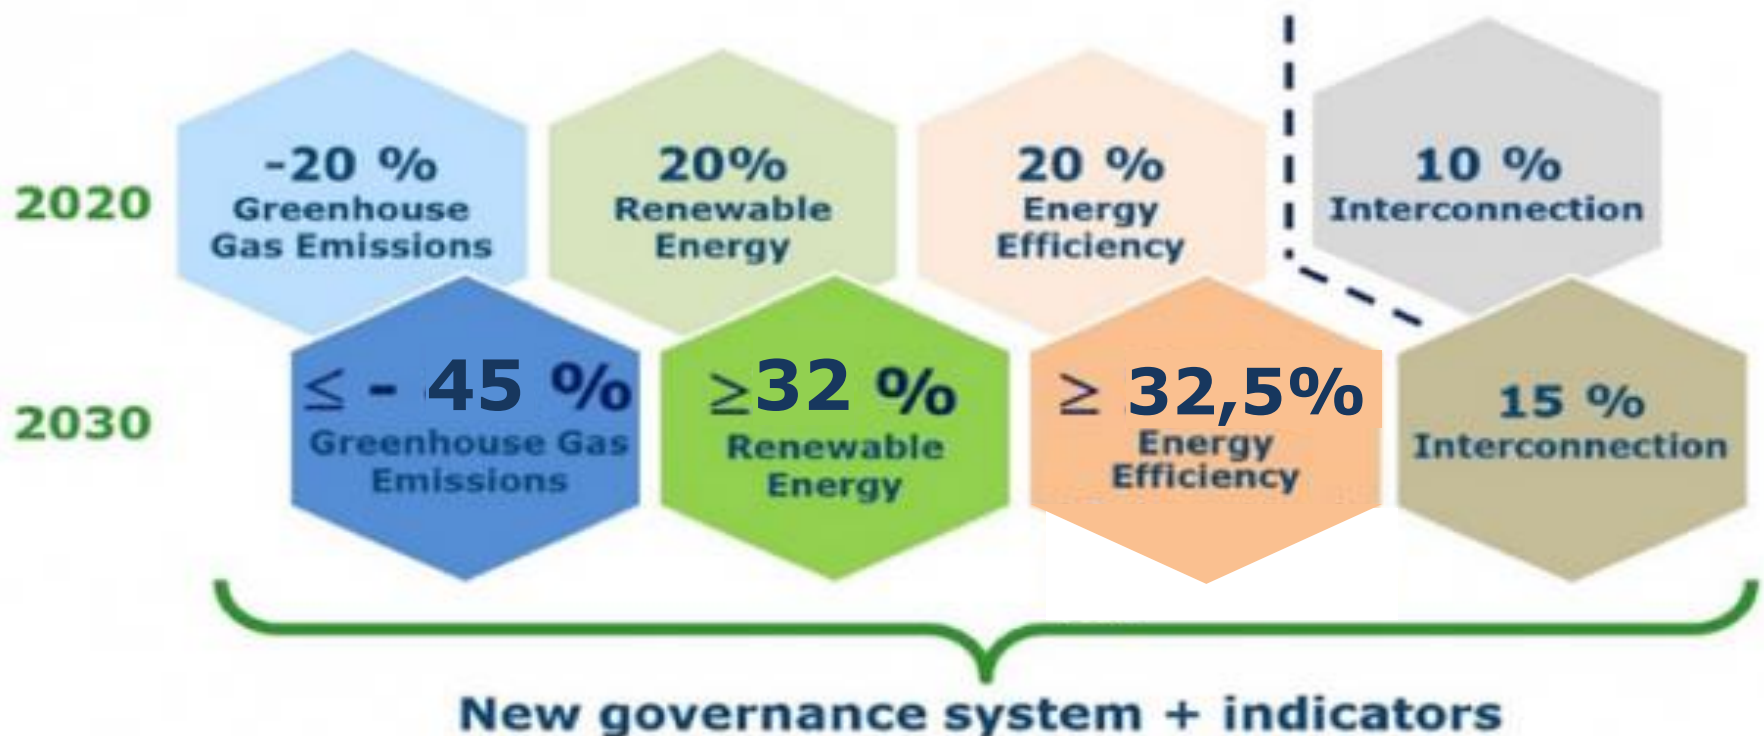 2020
-20 %
Greenhouse
Gas Emissions
20%
Renewable
Energy
20 %
Energy
Efficiency
10 %
Interconnection
2030
≤ - 45 %
Greenhouse Gas
Emissions
≥32 %
Renewable
Energy
≥ 32,5%
Energy
Efficiency
15 %
Interconnection
New governance system + indicators